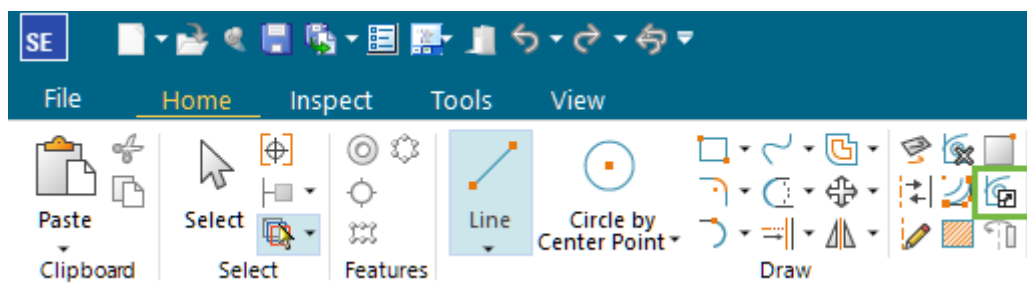 SE
File Home Inspect Tools View
Paste Select Line Circle by
Center Point
Clipboard Select Features Draw